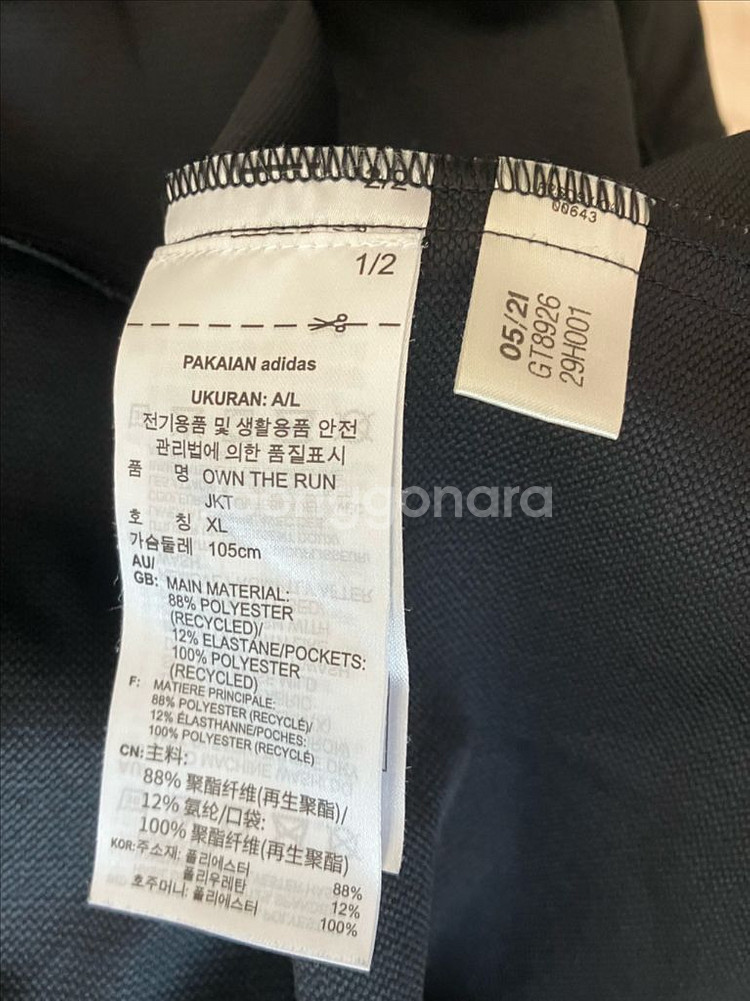 2/2
00643
1/2
05/21
GT8926
29H001
PAKAIAN adidas
UKURAN: A/L
전기용품 및 생활용품 안전
관리법에 의한 품질표시
품 명 OWN THE RUN
JKT
호 칭 XL
가슴둘레 105cm
AU/
GB: MAIN MATERIAL:
88% POLYESTER
(RECYCLED)/
12% ELASTANE/POCKETS:
100% POLYESTER
(RECYCLED)
F: MATIERE PRINCIPALE:
88% POLYESTER (RECYCLÉ)/
12% ÉLASTHANNE/POCHES:
100% POLYESTER (RECYCLÉ)
CN: 主料:
88% 聚酯纤维(再生聚酯)/
12% 氨纶/口袋:
100% 聚酯纤维(再生聚酯)
KOR: 주소재: 폴리에스터 88%
폴리우레탄 12%
호주머니: 폴리에스터 100%